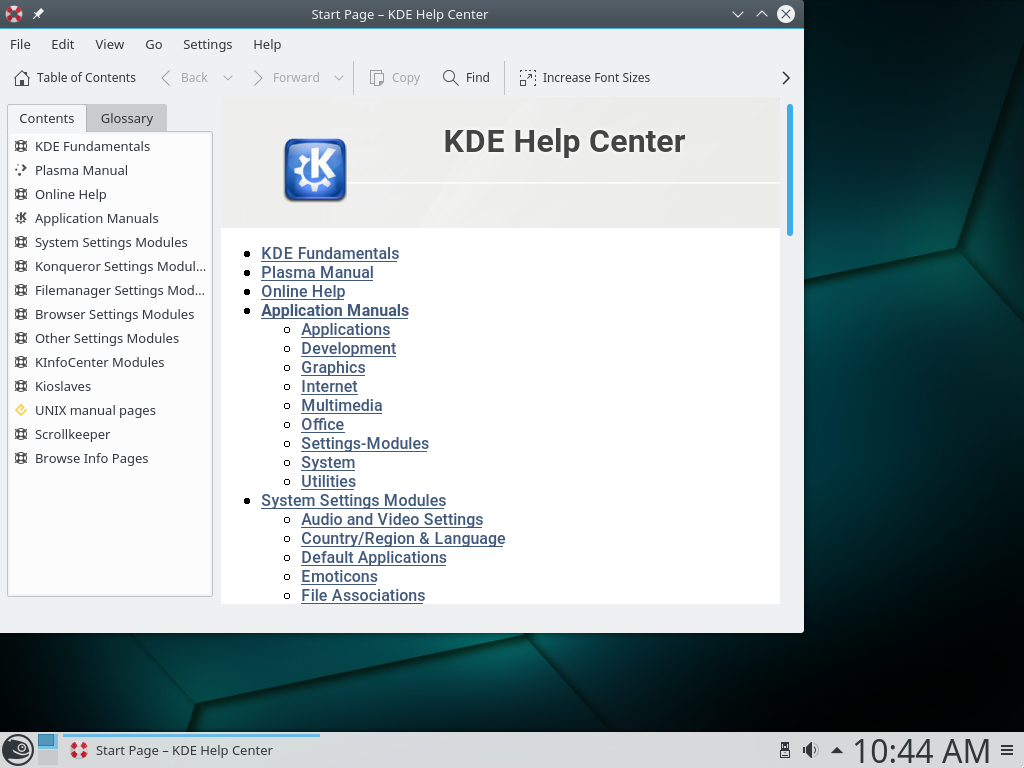 Start Page – KDE Help Center
File Edit View Go Settings Help
Table of Contents Back Forward Copy Find Increase Font Sizes
Contents Glossary
KDE Fundamentals
Plasma Manual
Online Help
Application Manuals
System Settings Modules
Konqueror Settings Modul...
Filemanager Settings Mod...
Browser Settings Modules
Other Settings Modules
KInfoCenter Modules
Kioslaves
UNIX manual pages
Scrollkeeper
Browse Info Pages
KDE Help Center
KDE Fundamentals
Plasma Manual
Online Help
Application Manuals
Applications
Development
Graphics
Internet
Multimedia
Office
Settings-Modules
System
Utilities
System Settings Modules
Audio and Video Settings
Country/Region & Language
Default Applications
Emoticons
File Associations
Start Page – KDE Help Center
10:44 AM